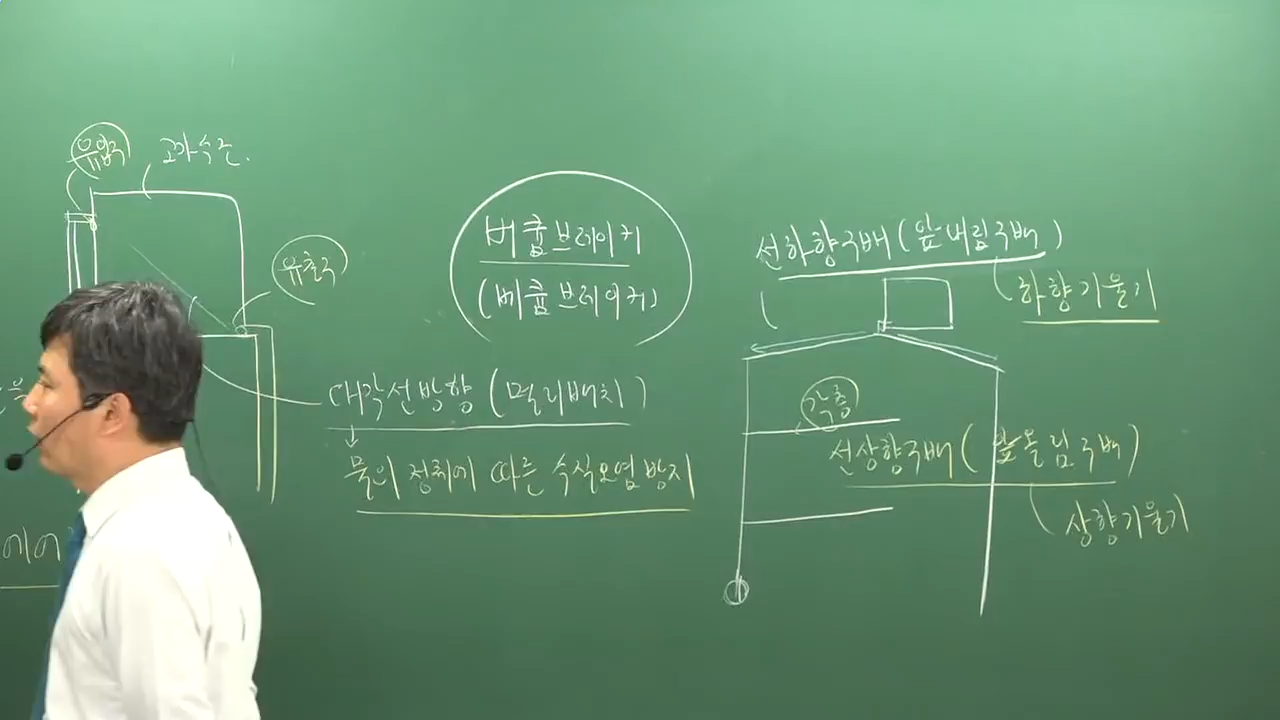 유입구
고가수조.
유출구
버큠브레이커
(베큠브레이커)
대각선방향(멀리배치)
물의 정체에 따른 수질오염방지
선하향구배(앞내림구배)
하향기울기
각층
선상향구배(앞올림구배)
상향기울기
에어